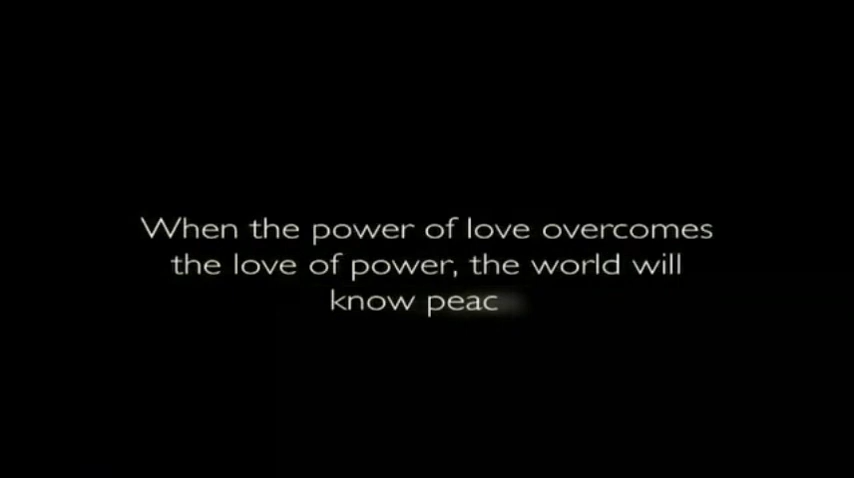 When the power of love overcomes
the love of power, the world will
know peac